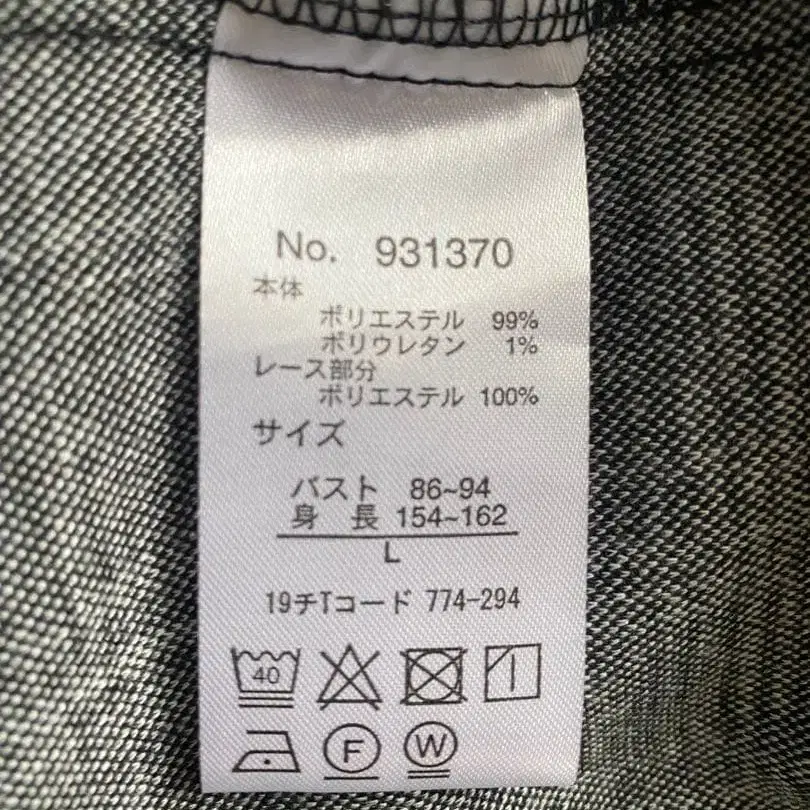 No. 931370
本体
ポリエステル 99%
ポリウレタン 1%
レース部分
ポリエステル 100%
サイズ
バスト 86~94
身 長 154~162
L
19チTコード 774-294
40
F W